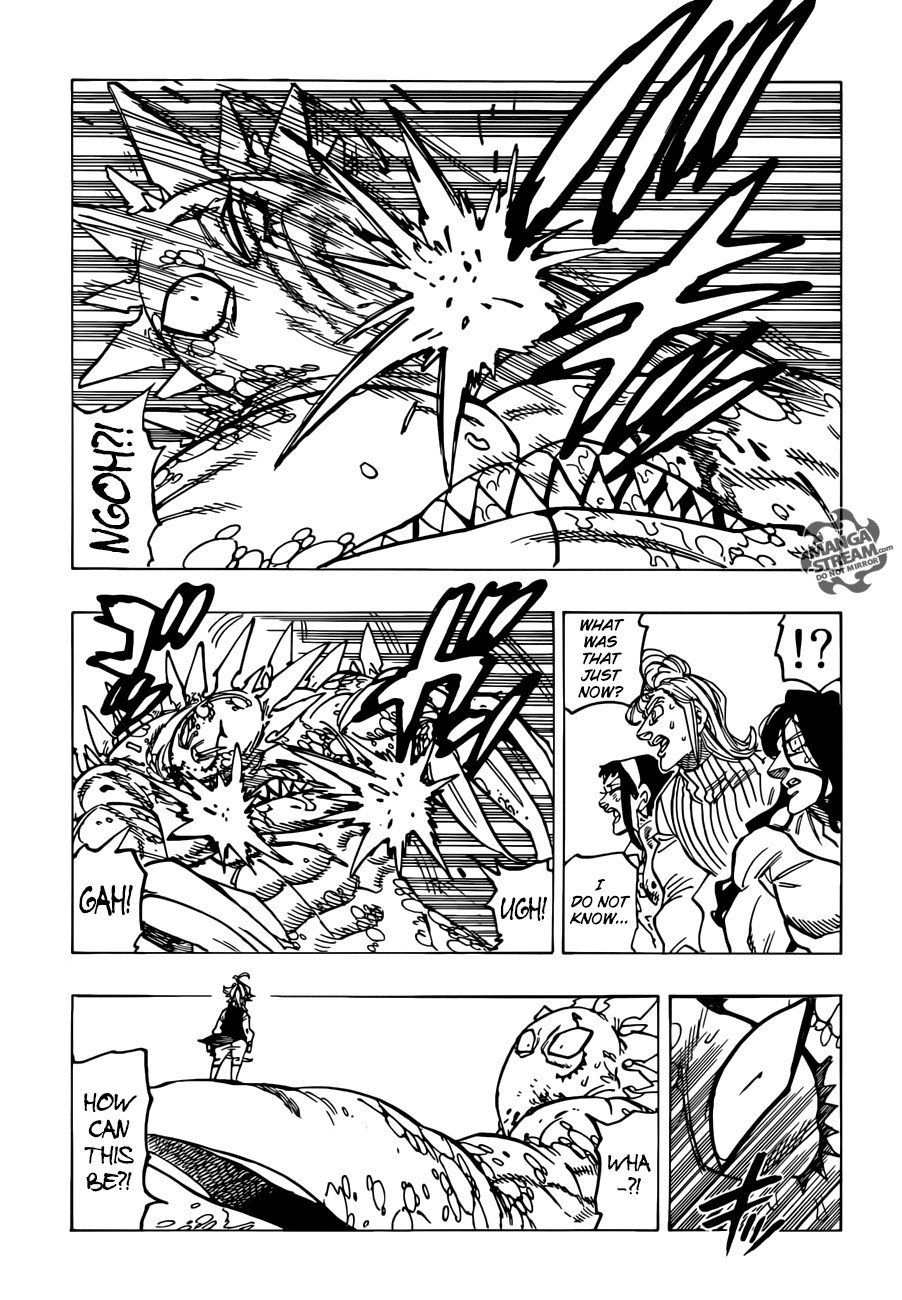 NGOH?!
MANGA
-STREAM.com
DO NOT MIRROR
!?
WHAT
WAS
THAT
JUST
NOW?
I
DO NOT
KNOW...
UGH!
GAH!
WHA
-?!
HOW
CAN
THIS
BE?!